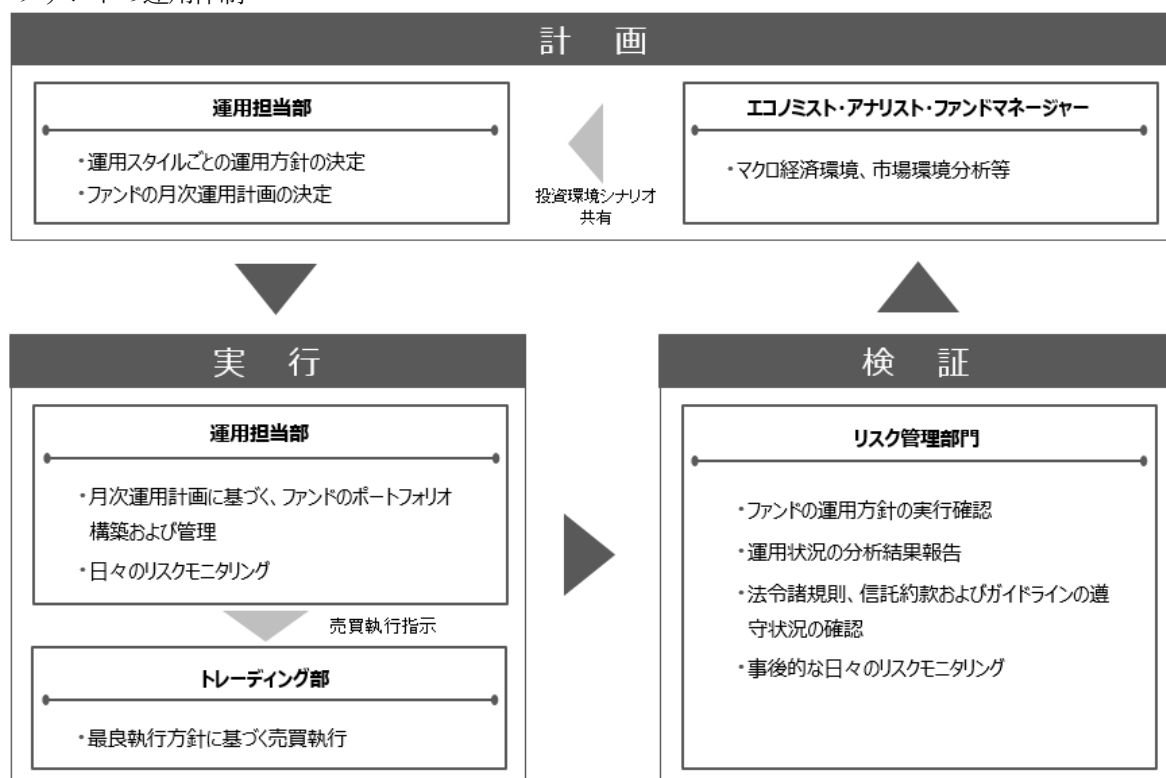 計　画
運用担当部
・運用スタイルごとの運用方針の決定
・ファンドの月次運用計画の決定
投資環境シナリオ
共有
エコノミスト・アナリスト・ファンドマネージャー
・マクロ経済環境、市場環境分析等
実　行
運用担当部
・月次運用計画に基づく、ファンドのポートフォリオ
構築および管理
・日々のリスクモニタリング
売買執行指示
トレーディング部
・最良執行方針に基づく売買執行
検　証
リスク管理部門
・ファンドの運用方針の実行確認
・運用状況の分析結果報告
・法令諸規則、信託約款およびガイドラインの遵
守状況の確認
・事後的な日々のリスクモニタリング